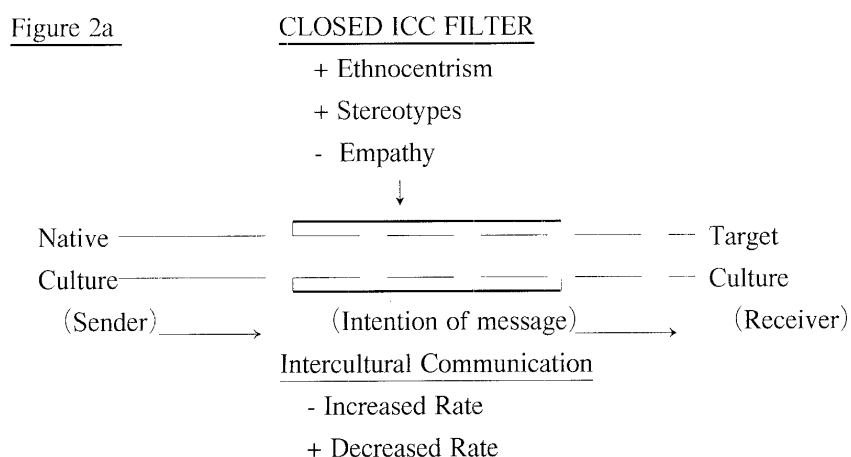 Figure 2a CLOSED ICC FILTER
+ Ethnocentrism
+ Stereotypes
- Empathy
Native Target
Culture Culture
(Sender) (Intention of message) (Receiver)
Intercultural Communication
- Increased Rate
+ Decreased Rate